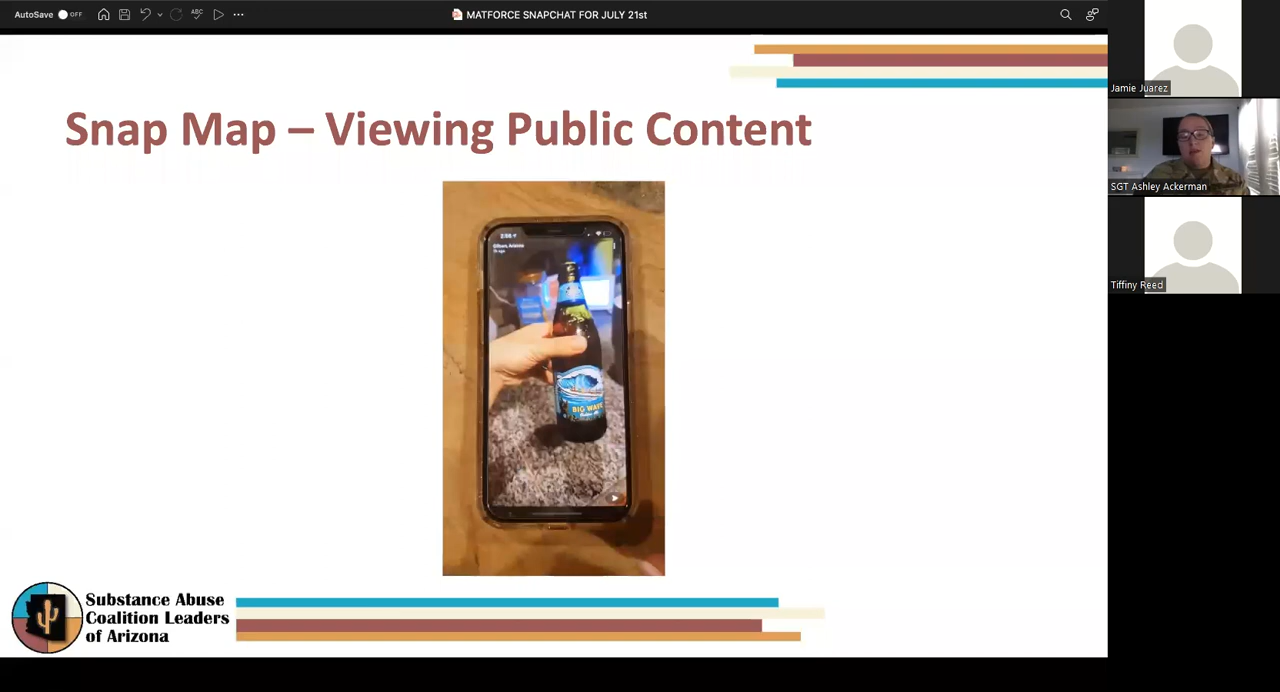 AutoSave
OFF
ABC
MATFORCE SNAPCHAT FOR JULY 21st
Jamie Juarez
Snap Map – Viewing Public Content
SGT Ashley Ackerman
Tiffiny Reed
BIG WAVE
Substance Abuse
Coalition Leaders
of Arizona